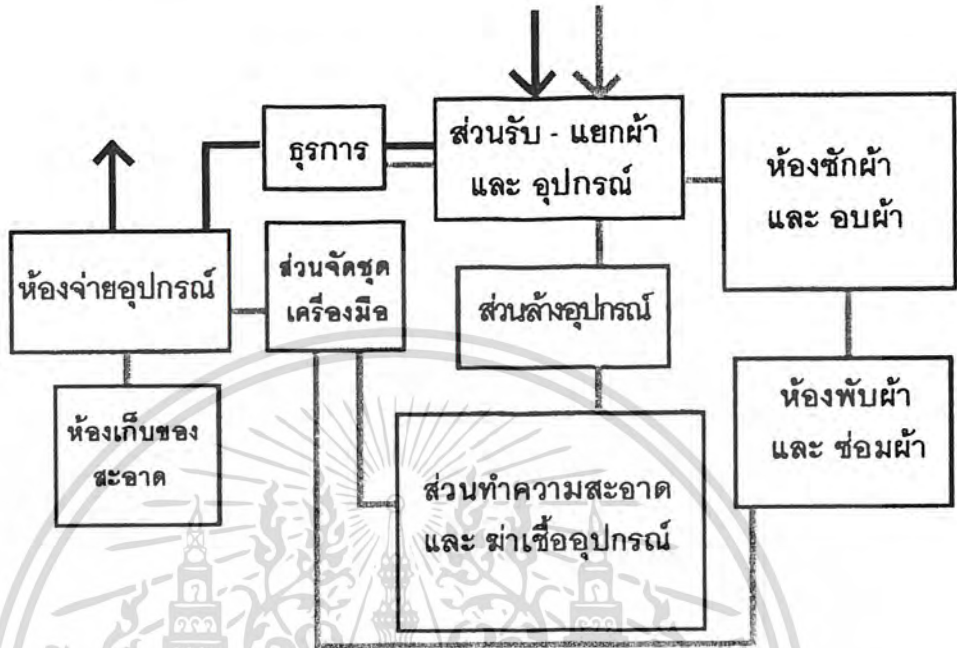 ธุรการ
ส่วนรับ - แยกผ้า
และ อุปกรณ์
ห้องซักผ้า
และ อบผ้า
ห้องจ่ายอุปกรณ์
ส่วนจัดชุด
เครื่องมือ
ส่วนล้างอุปกรณ์
ห้องเก็บของ
สะอาด
ส่วนทำความสะอาด
และ ฆ่าเชื้ออุปกรณ์
ห้องพับผ้า
และ ซ่อมผ้า